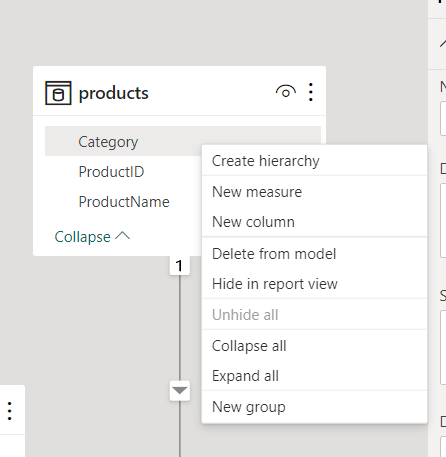 products
Category
ProductID
ProductName
Collapse
1
Create hierarchy
New measure
New column
Delete from model
Hide in report view
Unhide all
Collapse all
Expand all
New group